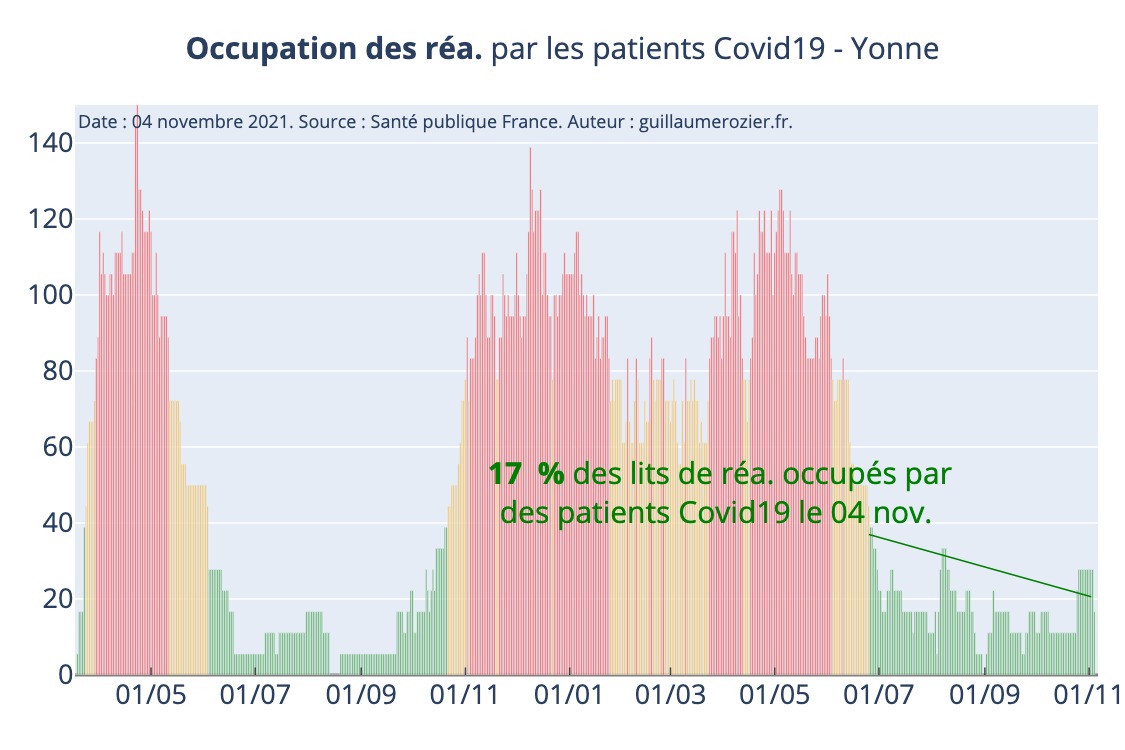 Occupation des réa. par les patients Covid19 - Yonne
Date : 04 novembre 2021. Source : Santé publique France. Auteur : guillaumerozier.fr.
140
120
100
80
60
40
20
0
17 % des lits de réa. occupés par
des patients Covid19 le 04 nov.
01/05 01/07 01/09 01/11 01/01 01/03 01/05 01/07 01/09 01/11